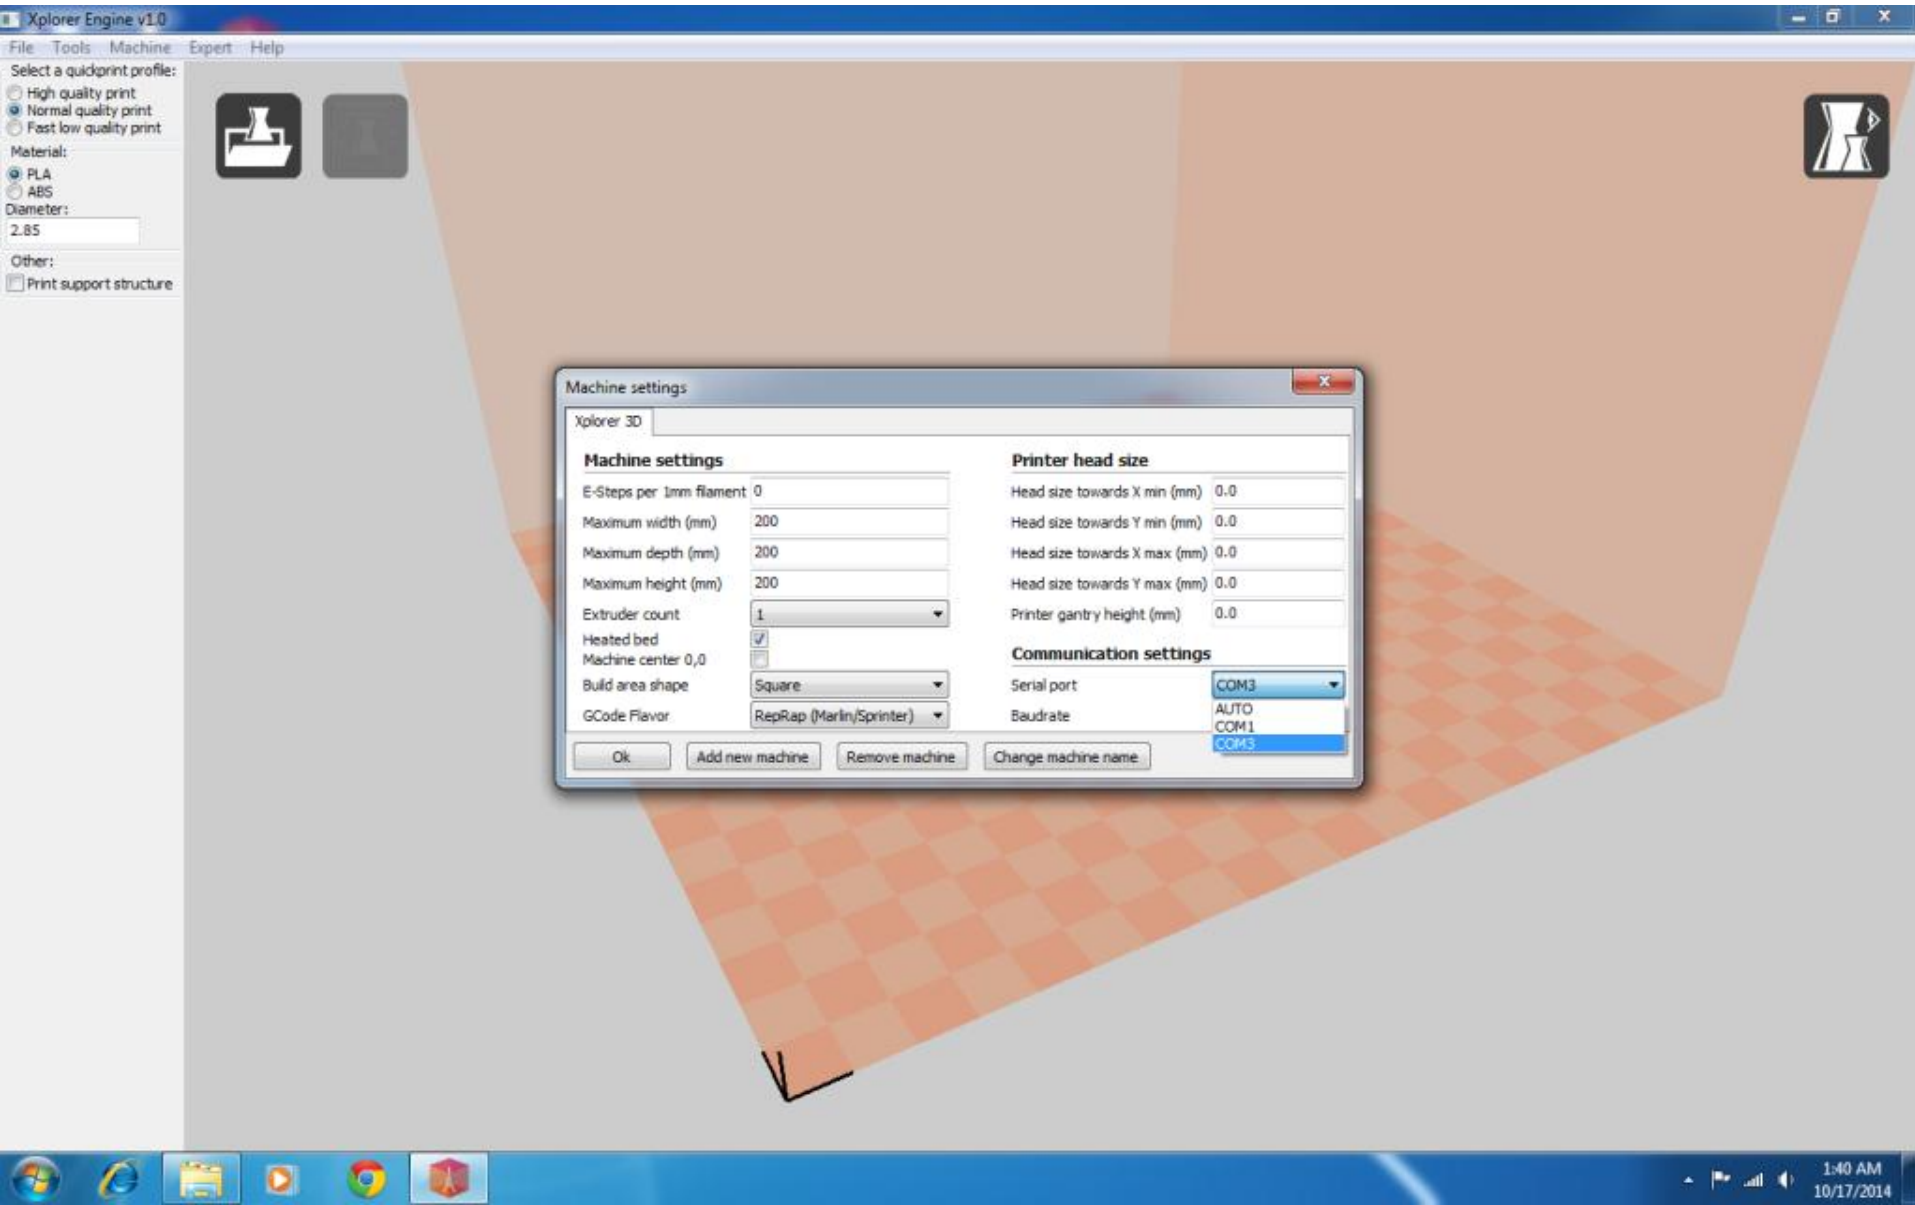 Xplorer Engine v1.0
File Tools Machine Expert Help
Select a quickprint profile:
High quality print
Normal quality print
Fast low quality print
Material:
PLA
ABS
Diameter:
2.85
Other:
Print support structure
Machine settings
Xplorer 3D
Machine settings
E-Steps per 1mm filament 0
Maximum width (mm) 200
Maximum depth (mm) 200
Maximum height (mm) 200
Extruder count 1
Heated bed
Machine center 0,0
Build area shape Square
GCode Flavor RepRap (Marlin/Sprinter)
Printer head size
Head size towards X min (mm) 0.0
Head size towards Y min (mm) 0.0
Head size towards X max (mm) 0.0
Head size towards Y max (mm) 0.0
Printer gantry height (mm) 0.0
Communication settings
Serial port COM3
AUTO
Baudrate
COM1
COM3
Ok Add new machine Remove machine Change machine name
1:40 AM
10/17/2014